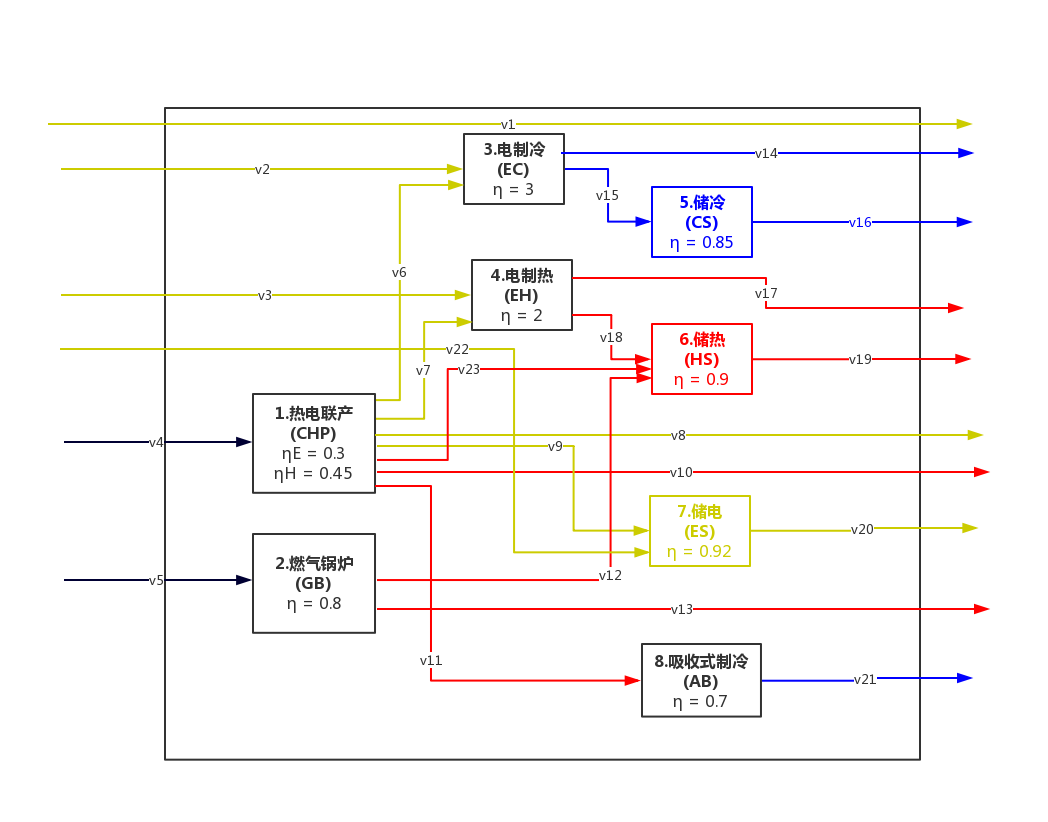 v1
3.电制冷
(EC)
η = 3
v14
v2
v15
5.储冷
(CS)
η = 0.85
v16
v6
4.电制热
(EH)
η = 2
v3
v17
v18
6.储热
(HS)
η = 0.9
v19
v22
v7
v23
1.热电联产
(CHP)
ηE = 0.3
ηH = 0.45
v4
v8
v9
v10
7.储电
(ES)
η = 0.92
v20
2.燃气锅炉
(GB)
η = 0.8
v5
v12
v13
v11
8.吸收式制冷
(AB)
η = 0.7
v21